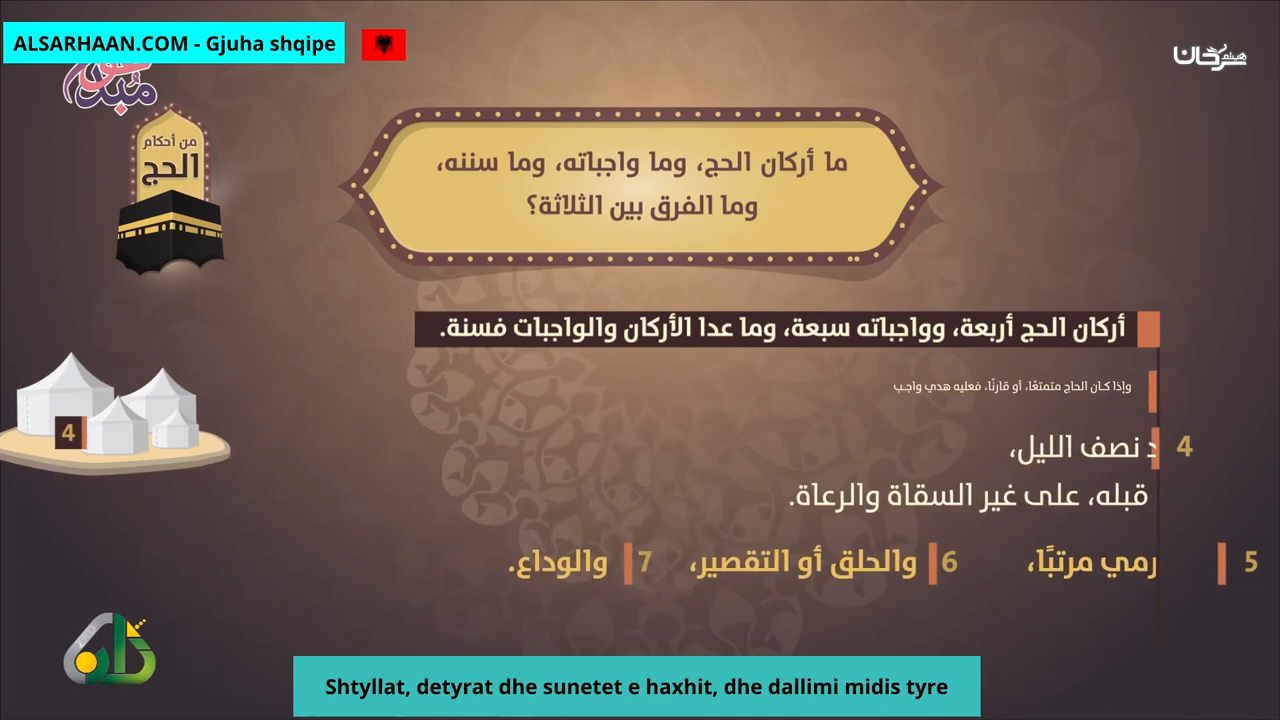 ALSARHAAN.COM - Gjuha shqipe
هيثم سرحان
من أحكام
الحج
ما أركان الحج، وما واجباته، وما سننه،
وما الفرق بين الثلاثة؟
أركان الحج أربعة، وواجباته سبعة، وما عدا الأركان والواجبات فسنة.
وإذا كان الحاج متمتعًا، أو قارنًا، فعليه هدي واجب
4
4 د نصف الليل،
قبله، على غير السقاة والرعاة.
5 رمي مرتبًا، 6 والحلق أو التقصير، 7 والوداع.
Shtyllat, detyrat dhe sunetet e haxhit, dhe dallimi midis tyre